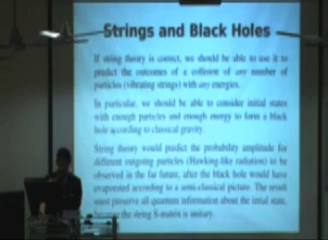 Strings and Black Holes
If string theory is correct, we should be able to use it to
predict the outcomes of a collision of any number of
particles (vibrating strings) with any energies.
In particular, we should be able to consider initial states
with enough particles and enough energy to form a black
hole according to classical gravity.
String theory would predict the probability amplitude for
different outgoing particles (Hawking-like radiation) to be
observed in the far future, after the black hole would have
evaporated according to a semi-classical picture. The result
must preserve all quantum information about the initial state,
because the string S-matrix is unitary.